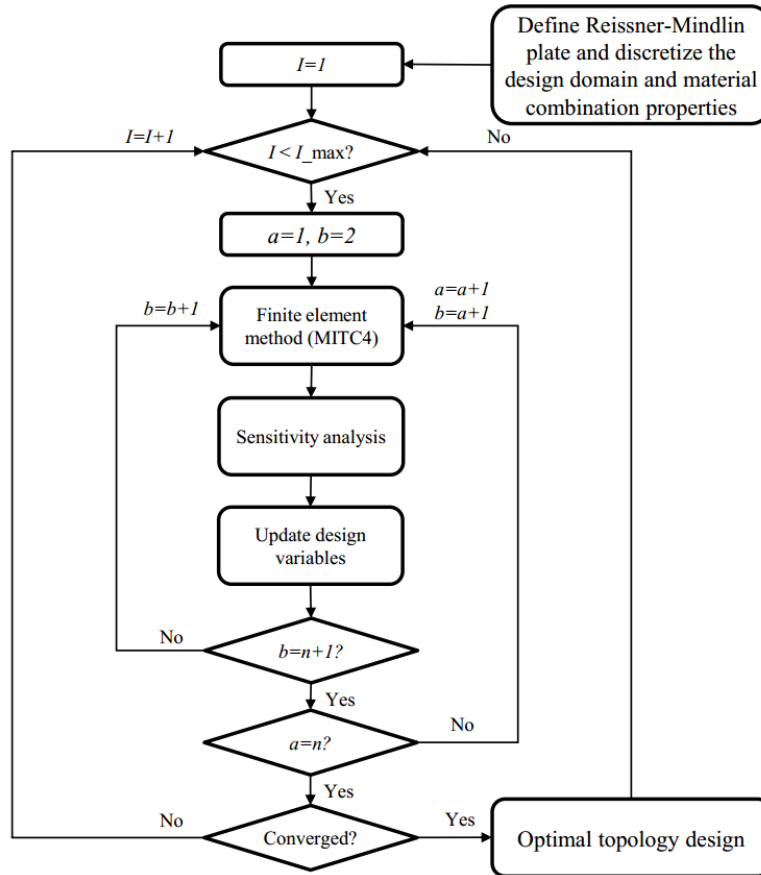 Define Reissner-Mindlin
plate and discretize the
design domain and material
combination properties
I=1
I=I+1
No
I < I_max?
Yes
a=1, b=2
a=a+1
b=a+1
b=b+1
Finite element
method (MITC4)
Sensitivity analysis
Update design
variables
No
b=n+1?
Yes
No
a=n?
Yes
No
Converged?
Yes
Optimal topology design